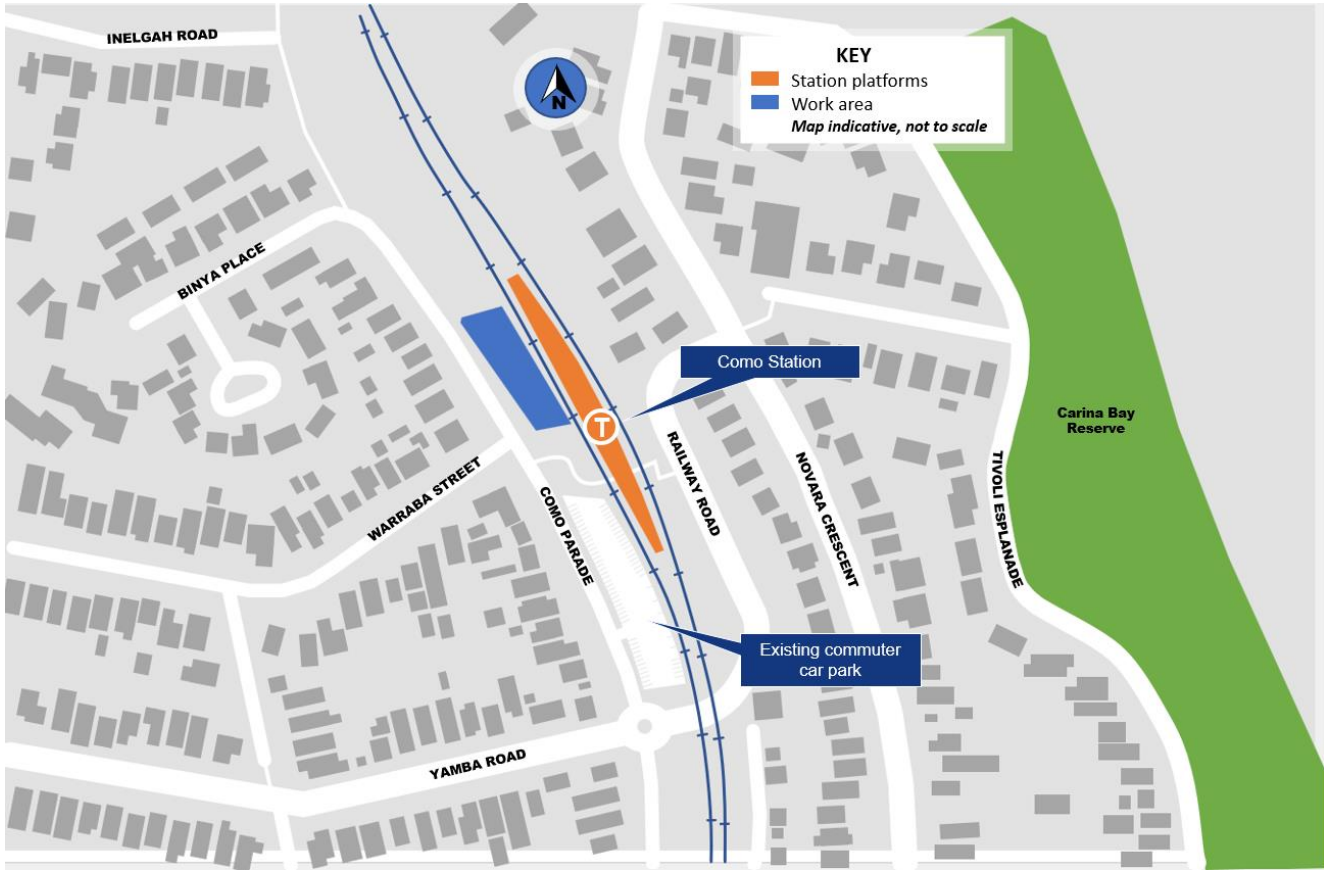 INELGAH ROAD
N
KEY
Station platforms
Work area
Map indicative, not to scale
BINYA PLACE
Como Station
T
Carina Bay
Reserve
WARRABA STREET
COMO PARADE
RAILWAY ROAD
NOVARA CRESCENT
TIVOLI ESPLANADE
Existing commuter
car park
YAMBA ROAD